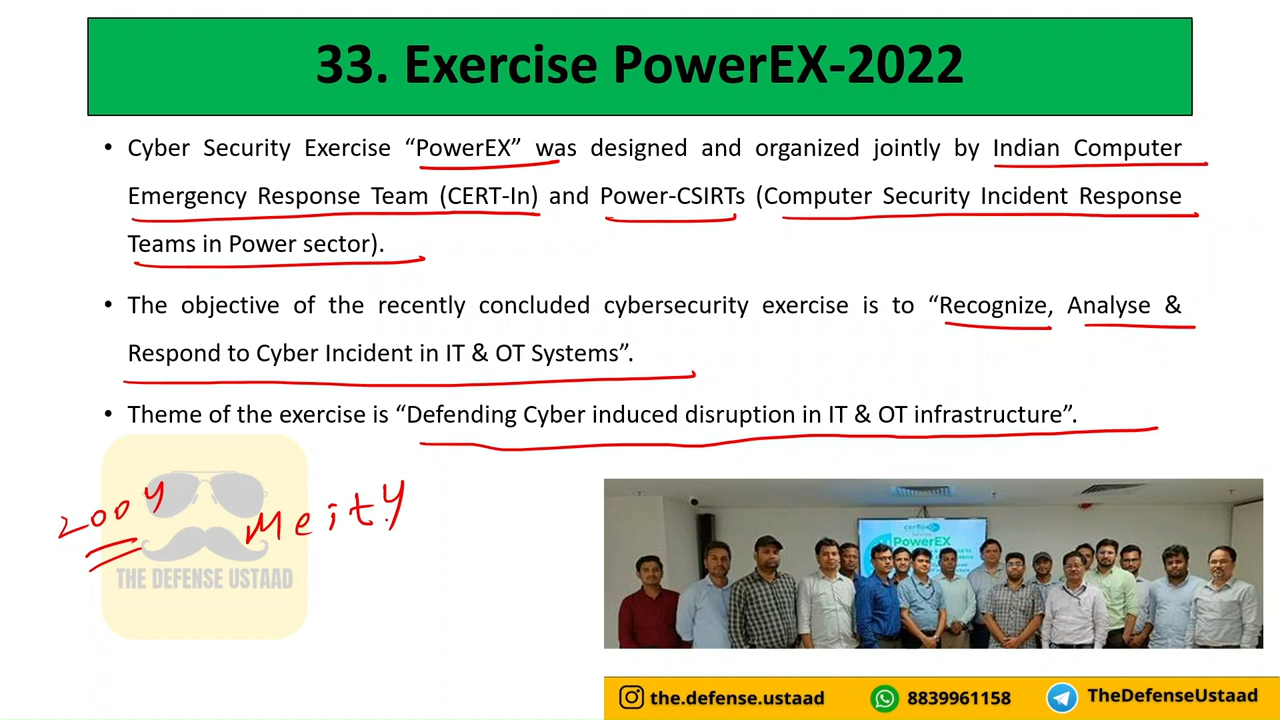 33. Exercise PowerEX-2022
• Cyber Security Exercise “PowerEX” was designed and organized jointly by Indian Computer
Emergency Response Team (CERT-In) and Power-CSIRTs (Computer Security Incident Response
Teams in Power sector).
• The objective of the recently concluded cybersecurity exercise is to “Recognize, Analyse &
Respond to Cyber Incident in IT & OT Systems”.
• Theme of the exercise is “Defending Cyber induced disruption in IT & OT infrastructure”.
2004 Meity
THE DEFENSE USTAAD
PowerEX
the.defense.ustaad 8839961158 TheDefenseUstaad